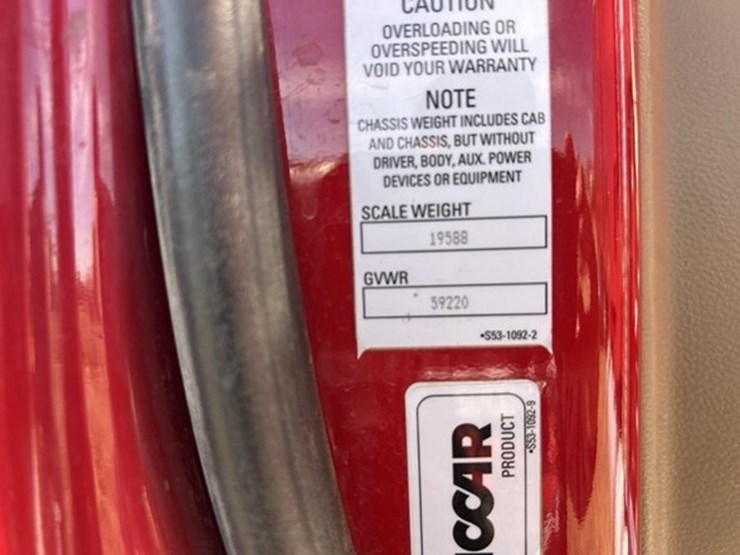 CAUTION
OVERLOADING OR
OVERSPEEDING WILL
VOID YOUR WARRANTY
NOTE
CHASSIS WEIGHT INCLUDES CAB
AND CHASSIS, BUT WITHOUT
DRIVER, BODY, AUX. POWER
DEVICES OR EQUIPMENT
SCALE WEIGHT
19588
GVWR
59220
•S53-1092-2
CCAR
PRODUCT
•S53-1092-9